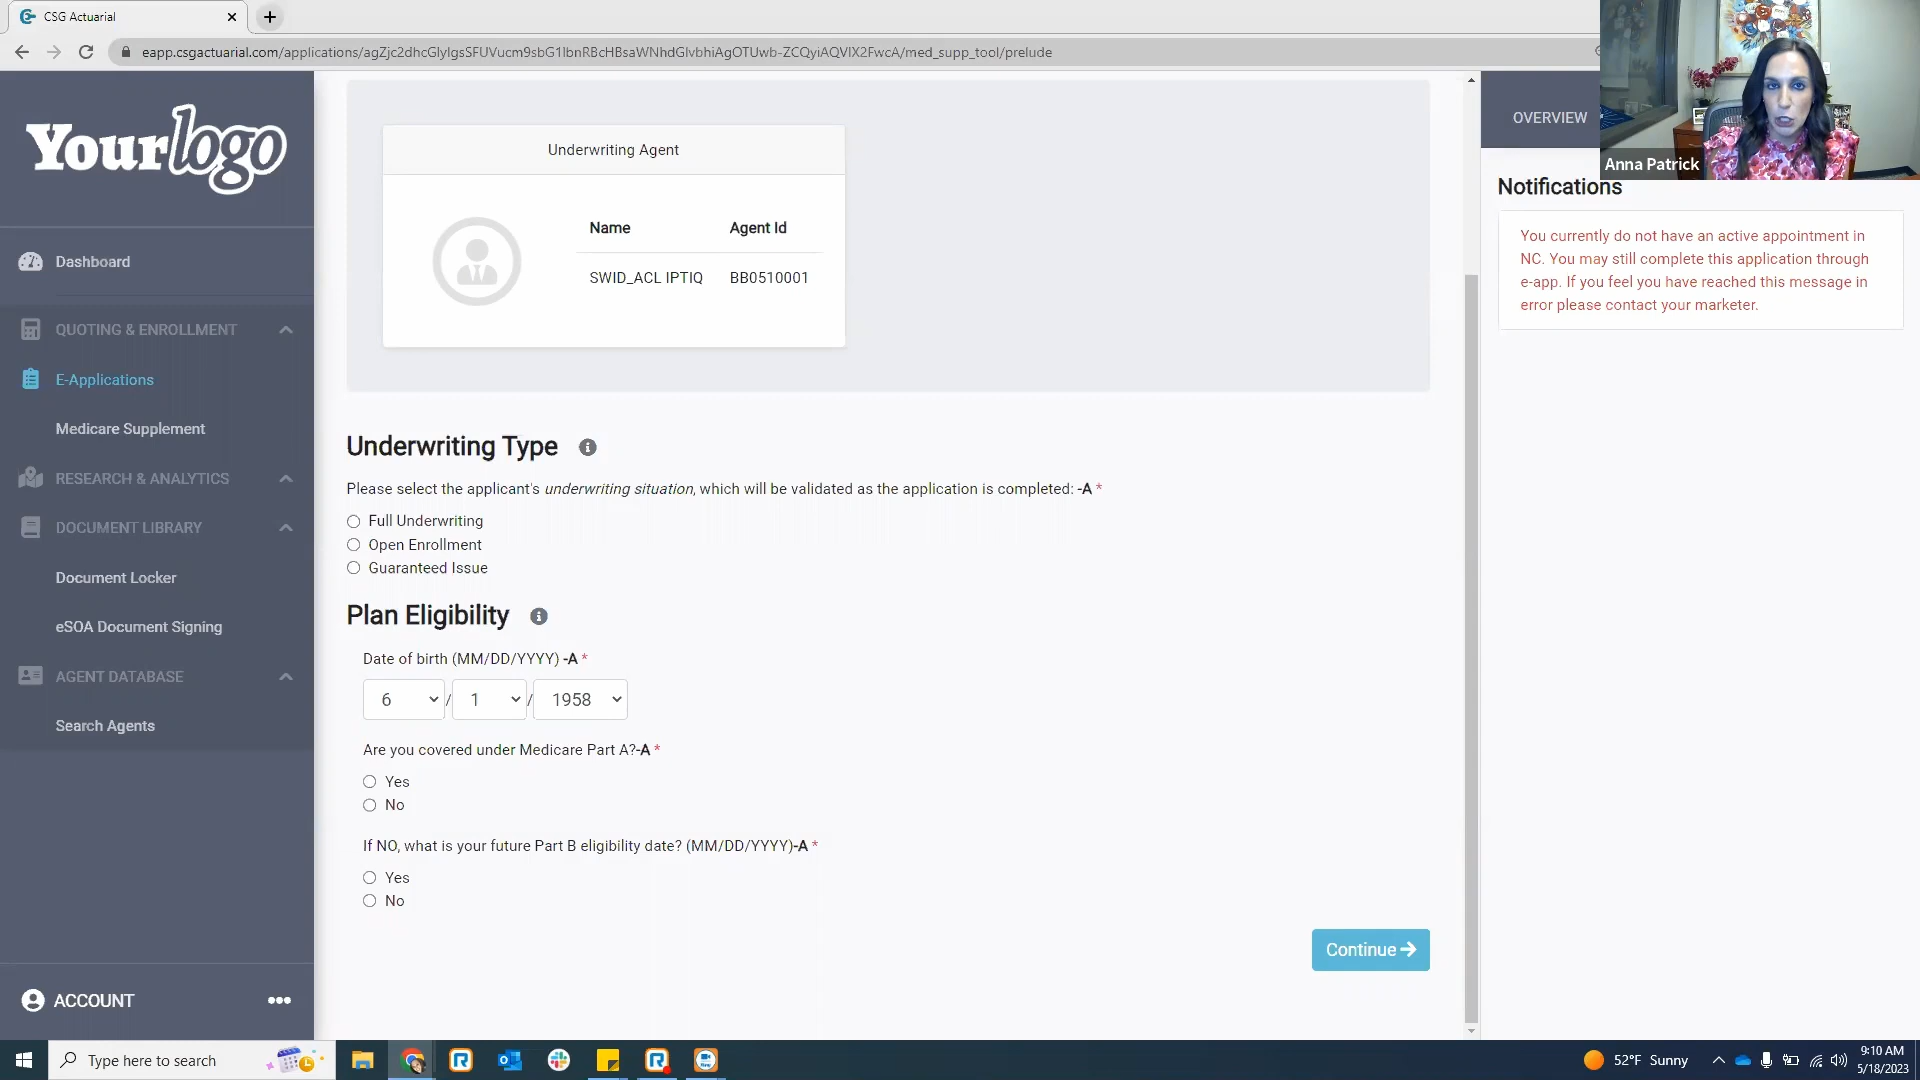 CSG Actuarial
eapp.csgactuarial.com/applications/agZjc2dhcGlyIgsSFUVucm9sbG1lbnRBcHBsaWNhdGlvbhiAgOTUwb-ZCQyiAQVIX2FwcA/med_supp_tool/prelude
Yourlogo
Dashboard
QUOTING & ENROLLMENT
E-Applications
Medicare Supplement
RESEARCH & ANALYTICS
DOCUMENT LIBRARY
Document Locker
eSOA Document Signing
AGENT DATABASE
Search Agents
ACCOUNT
Underwriting Agent
Name Agent Id
SWID_ACL IPTIQ BB0510001
Underwriting Type
Please select the applicant's underwriting situation, which will be validated as the application is completed: -A *
Full Underwriting
Open Enrollment
Guaranteed Issue
Plan Eligibility
Date of birth (MM/DD/YYYY) -A *
6 / 1 / 1958
Are you covered under Medicare Part A?-A *
Yes
No
If NO, what is your future Part B eligibility date? (MM/DD/YYYY)-A *
Yes
No
Continue
OVERVIEW
Anna Patrick
Notifications
You currently do not have an active appointment in
NC. You may still complete this application through
e-app. If you feel you have reached this message in
error please contact your marketer.
Type here to search
52°F Sunny
9:10 AM
5/18/2023